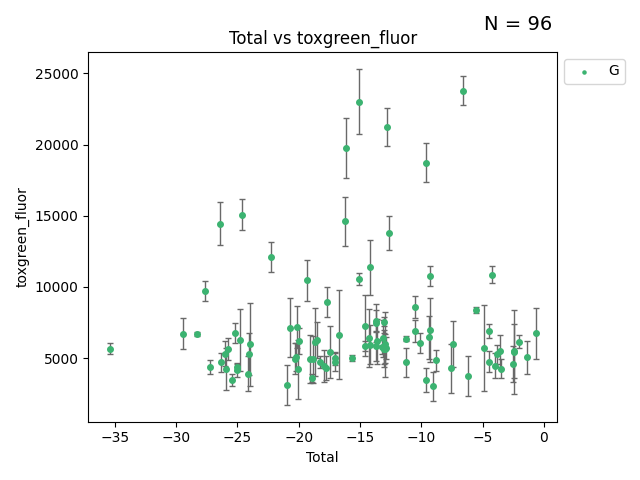 N = 96
Total vs toxgreen_fluor
G
toxgreen_fluor
25000
20000
15000
10000
5000
−35 −30 −25 −20 −15 −10 −5 0
Total